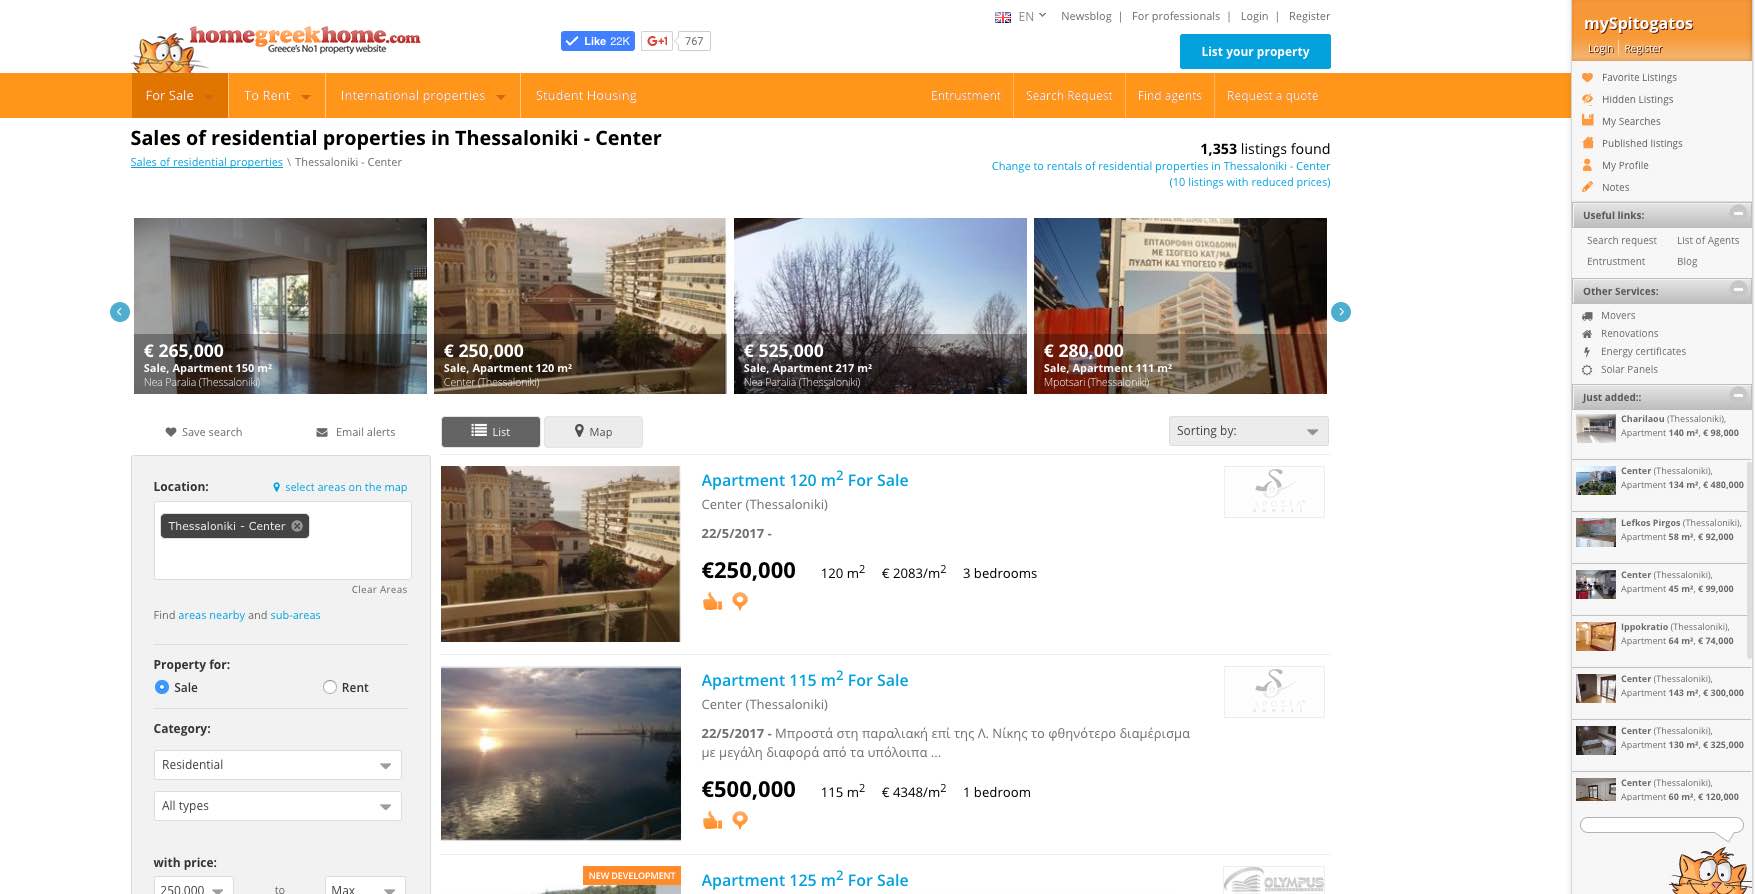 EN
Newsblog | For professionals | Login | Register
homegreekhome.com
Greece's No1 property website
Like 22K
G+1
767
List your property
For Sale
To Rent
International properties
Student Housing
Entrustment
Search Request
Find agents
Request a quote
Sales of residential properties in Thessaloniki - Center
Sales of residential properties \ Thessaloniki - Center
1,353 listings found
Change to rentals of residential properties in Thessaloniki - Center
(10 listings with reduced prices)
€ 265,000
Sale, Apartment 150 m²
Nea Paralia (Thessaloniki)
€ 250,000
Sale, Apartment 120 m²
Center (Thessaloniki)
€ 525,000
Sale, Apartment 217 m²
Nea Paralia (Thessaloniki)
ΕΠΤΑΟΡΟΦΗ ΟΙΚΟΔΟΜΗ
ΜΕ ΙΣΟΓΕΙΟ ΚΑΤ/ΜΑ
ΠΥΛΩΤΗ ΚΑΙ ΥΠΟΓΕΙΟ PARKING
€ 280,000
Sale, Apartment 111 m²
Mpotsari (Thessaloniki)
Save search
Email alerts
List
Map
Sorting by:
Location:
select areas on the map
Thessaloniki - Center
Clear Areas
Find areas nearby and sub-areas
Property for:
Sale
Rent
Category:
Residential
All types
with price:
250.000
to
Max
Apartment 120 m² For Sale
Center (Thessaloniki)
22/5/2017 -
€250,000 120 m² € 2083/m² 3 bedrooms
Apartment 115 m² For Sale
Center (Thessaloniki)
22/5/2017 - Μπροστά στη παραλιακή επί της Λ. Νίκης το φθηνότερο διαμέρισμα
με μεγάλη διαφορά από τα υπόλοιπα ...
€500,000 115 m² € 4348/m² 1 bedroom
NEW DEVELOPMENT
Apartment 125 m² For Sale
OLYMPUS
mySpitogatos
Login | Register
Favorite Listings
Hidden Listings
My Searches
Published listings
My Profile
Notes
Useful links:
Search request
List of Agents
Entrustment
Blog
Other Services:
Movers
Renovations
Energy certificates
Solar Panels
Just added::
Charilaou (Thessaloniki),
Apartment 140 m², € 98,000
Center (Thessaloniki),
Apartment 134 m², € 480,000
Lefkos Pirgos (Thessaloniki),
Apartment 58 m², € 92,000
Center (Thessaloniki),
Apartment 45 m², € 99,000
Ippokratio (Thessaloniki),
Apartment 64 m², € 74,000
Center (Thessaloniki),
Apartment 143 m², € 300,000
Center (Thessaloniki),
Apartment 130 m², € 325,000
Center (Thessaloniki),
Apartment 60 m², € 120,000